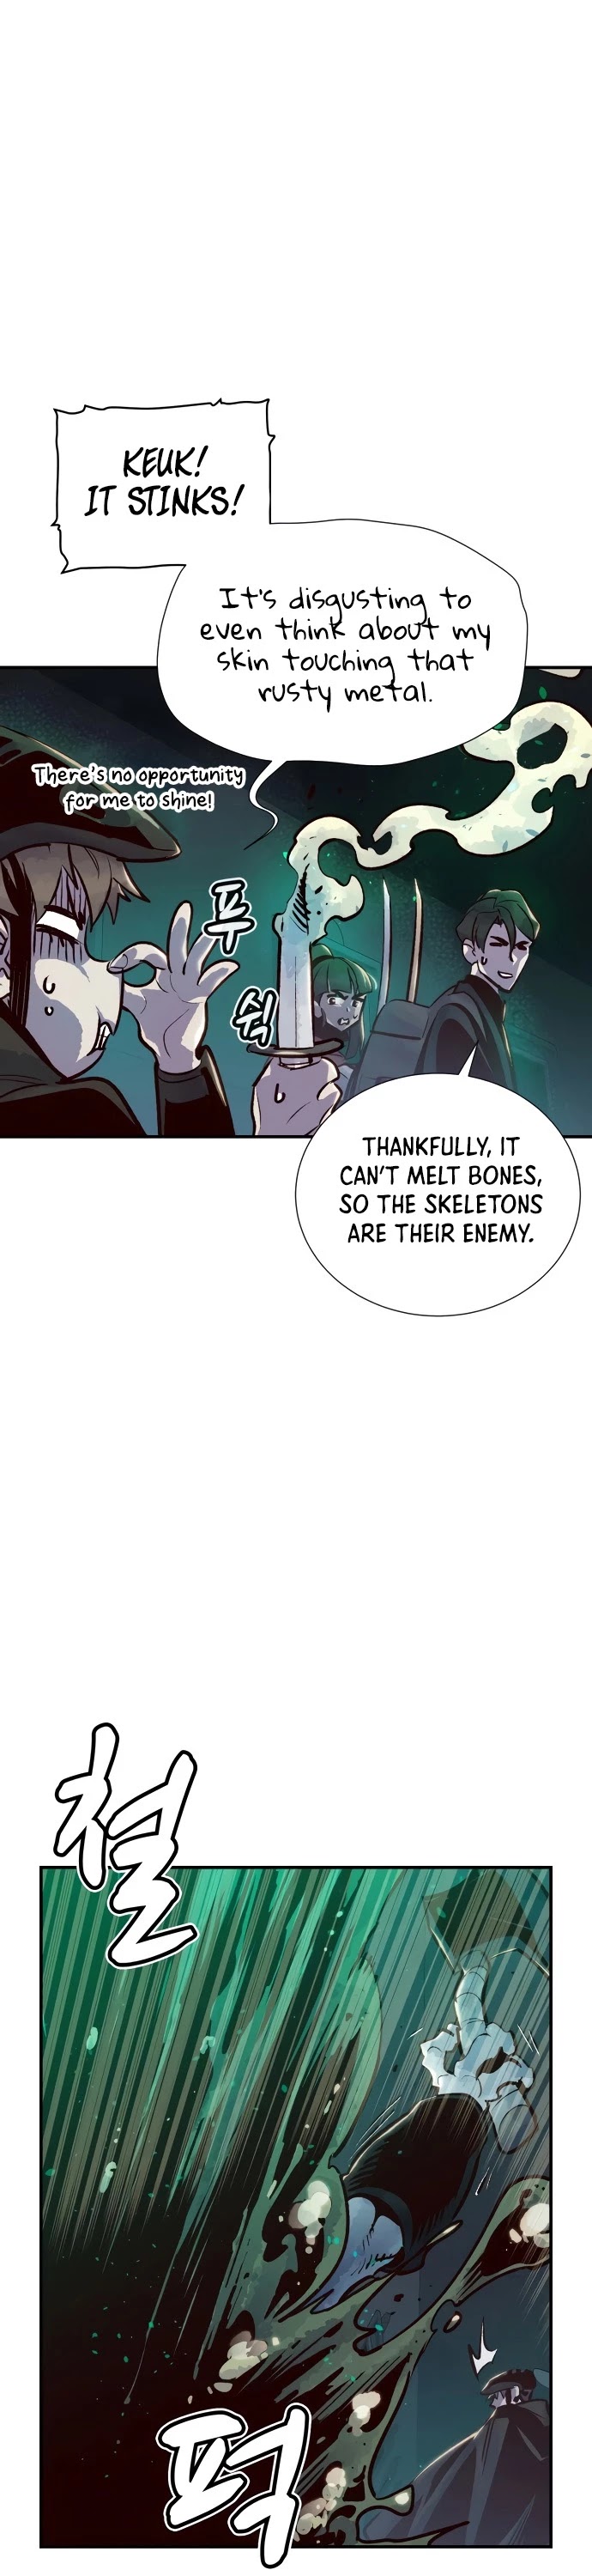 KEUK!
IT STINKS!
It's disgusting to
even think about my
skin touching that
rusty metal.
There's no opportunity
for me to shine!
푸
쉭
THANKFULLY, IT
CAN'T MELT BONES,
SO THE SKELETONS
ARE THEIR ENEMY.
철
퍽